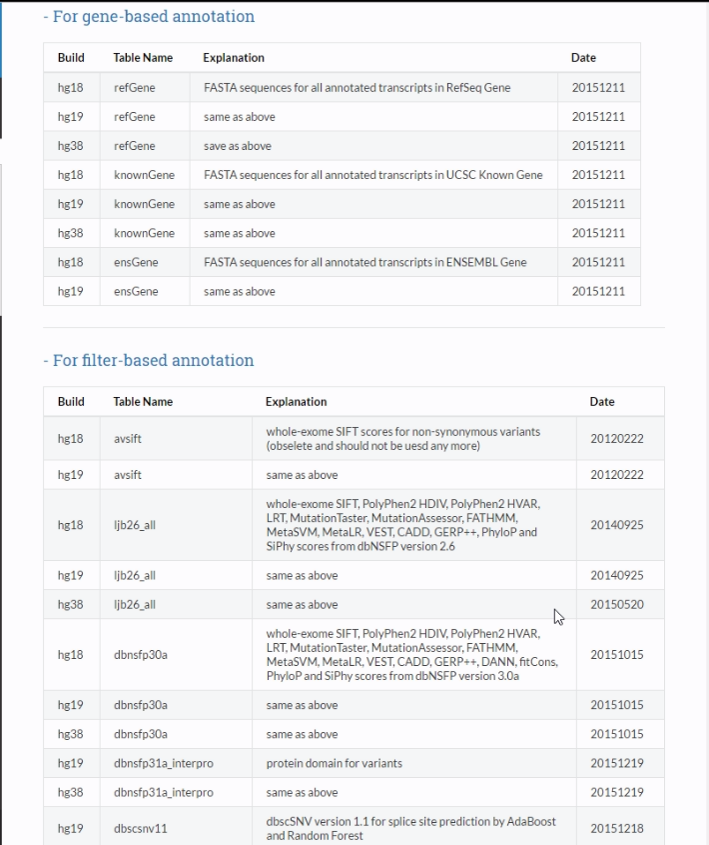 - For gene-based annotation
Build Table Name Explanation Date
hg18 refGene FASTA sequences for all annotated transcripts in RefSeq Gene 20151211
hg19 refGene same as above 20151211
hg38 refGene save as above 20151211
hg18 knownGene FASTA sequences for all annotated transcripts in UCSC Known Gene 20151211
hg19 knownGene same as above 20151211
hg38 knownGene same as above 20151211
hg18 ensGene FASTA sequences for all annotated transcripts in ENSEMBL Gene 20151211
hg19 ensGene same as above 20151211
- For filter-based annotation
Build Table Name Explanation Date
hg18 avsift whole-exome SIFT scores for non-synonymous variants
(obselete and should not be uesd any more) 20120222
hg19 avsift same as above 20120222
hg18 ljb26_all whole-exome SIFT, PolyPhen2 HDIV, PolyPhen2 HVAR,
LRT, MutationTaster, MutationAssessor, FATHMM,
MetaSVM, MetaLR, VEST, CADD, GERP++, PhyloP and
SiPhy scores from dbNSFP version 2.6 20140925
hg19 ljb26_all same as above 20140925
hg38 ljb26_all same as above 20150520
hg18 dbnsfp30a whole-exome SIFT, PolyPhen2 HDIV, PolyPhen2 HVAR,
LRT, MutationTaster, MutationAssessor, FATHMM,
MetaSVM, MetaLR, VEST, CADD, GERP++, DANN, fitCons,
PhyloP and SiPhy scores from dbNSFP version 3.0a 20151015
hg19 dbnsfp30a same as above 20151015
hg38 dbnsfp30a same as above 20151015
hg19 dbnsfp31a_interpro protein domain for variants 20151219
hg38 dbnsfp31a_interpro same as above 20151219
hg19 dbscsnv11 dbscSNV version 1.1 for splice site prediction by AdaBoost
and Random Forest 20151218